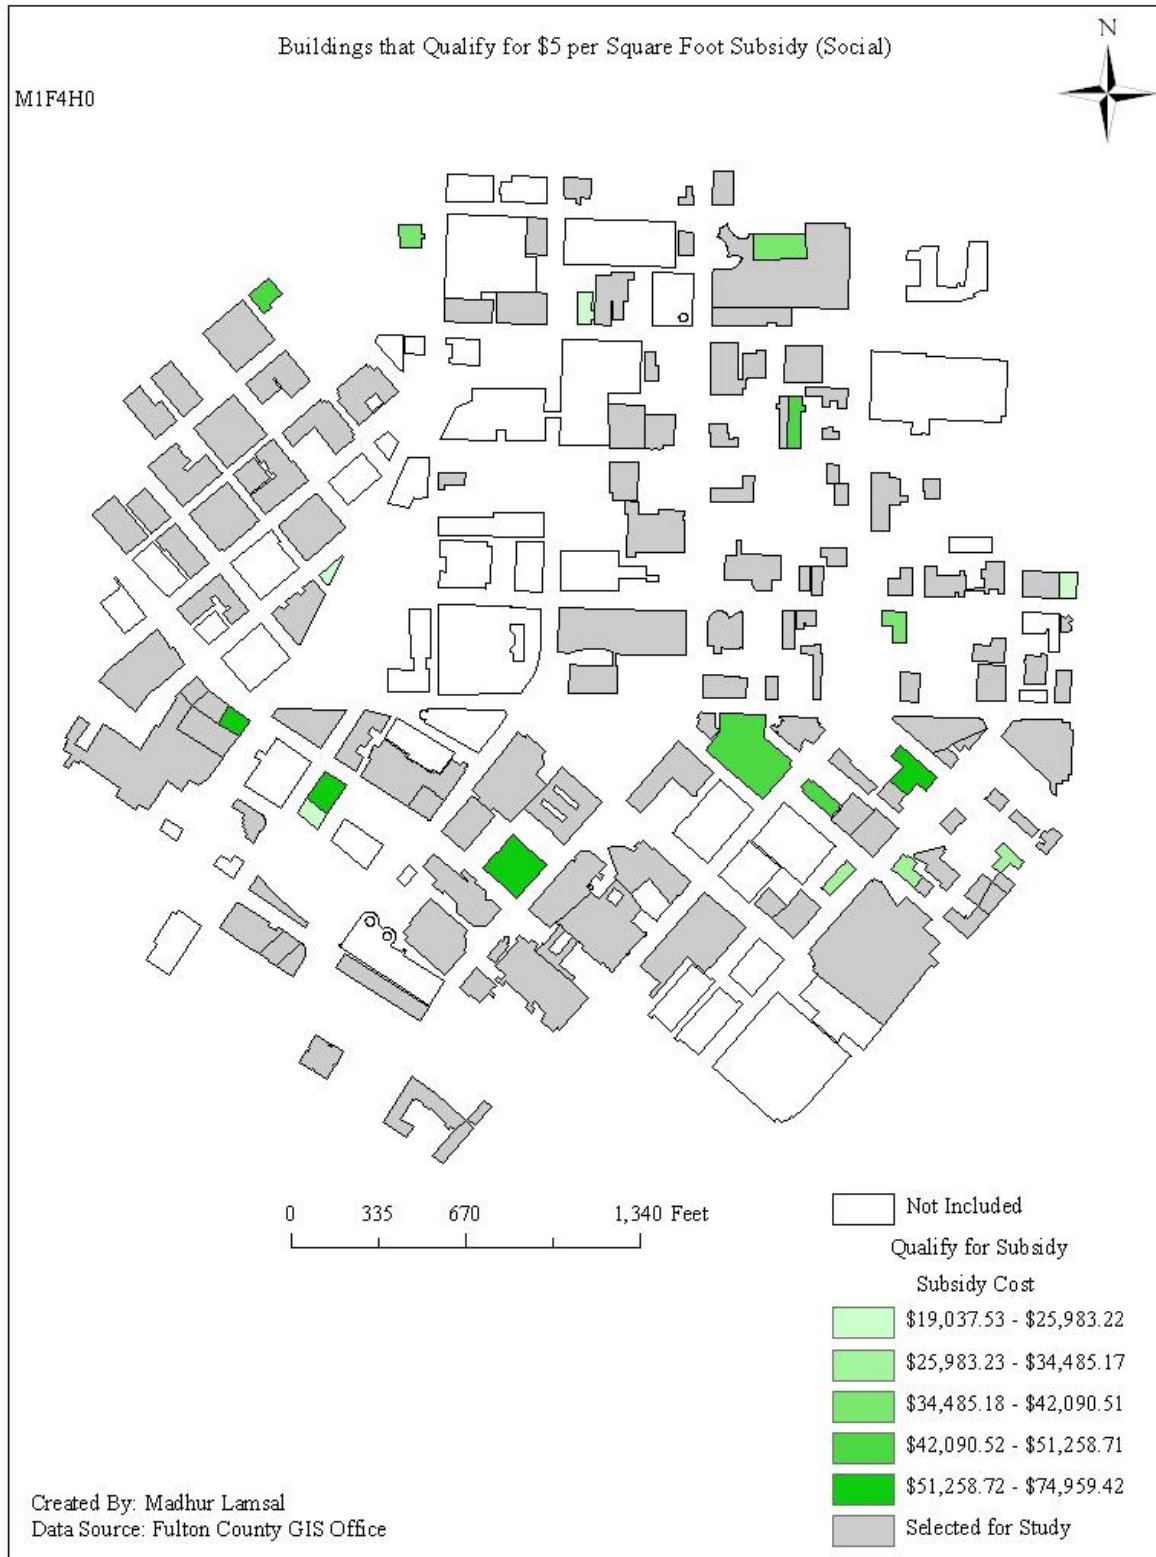 N
Buildings that Qualify for $5 per Square Foot Subsidy (Social)
M1F4H0
0 335 670 1,340 Feet
Not Included
Qualify for Subsidy
Subsidy Cost
$19,037.53 - $25,983.22
$25,983.23 - $34,485.17
$34,485.18 - $42,090.51
$42,090.52 - $51,258.71
$51,258.72 - $74,959.42
Selected for Study
Created By: Madhur Lamsal
Data Source: Fulton County GIS Office